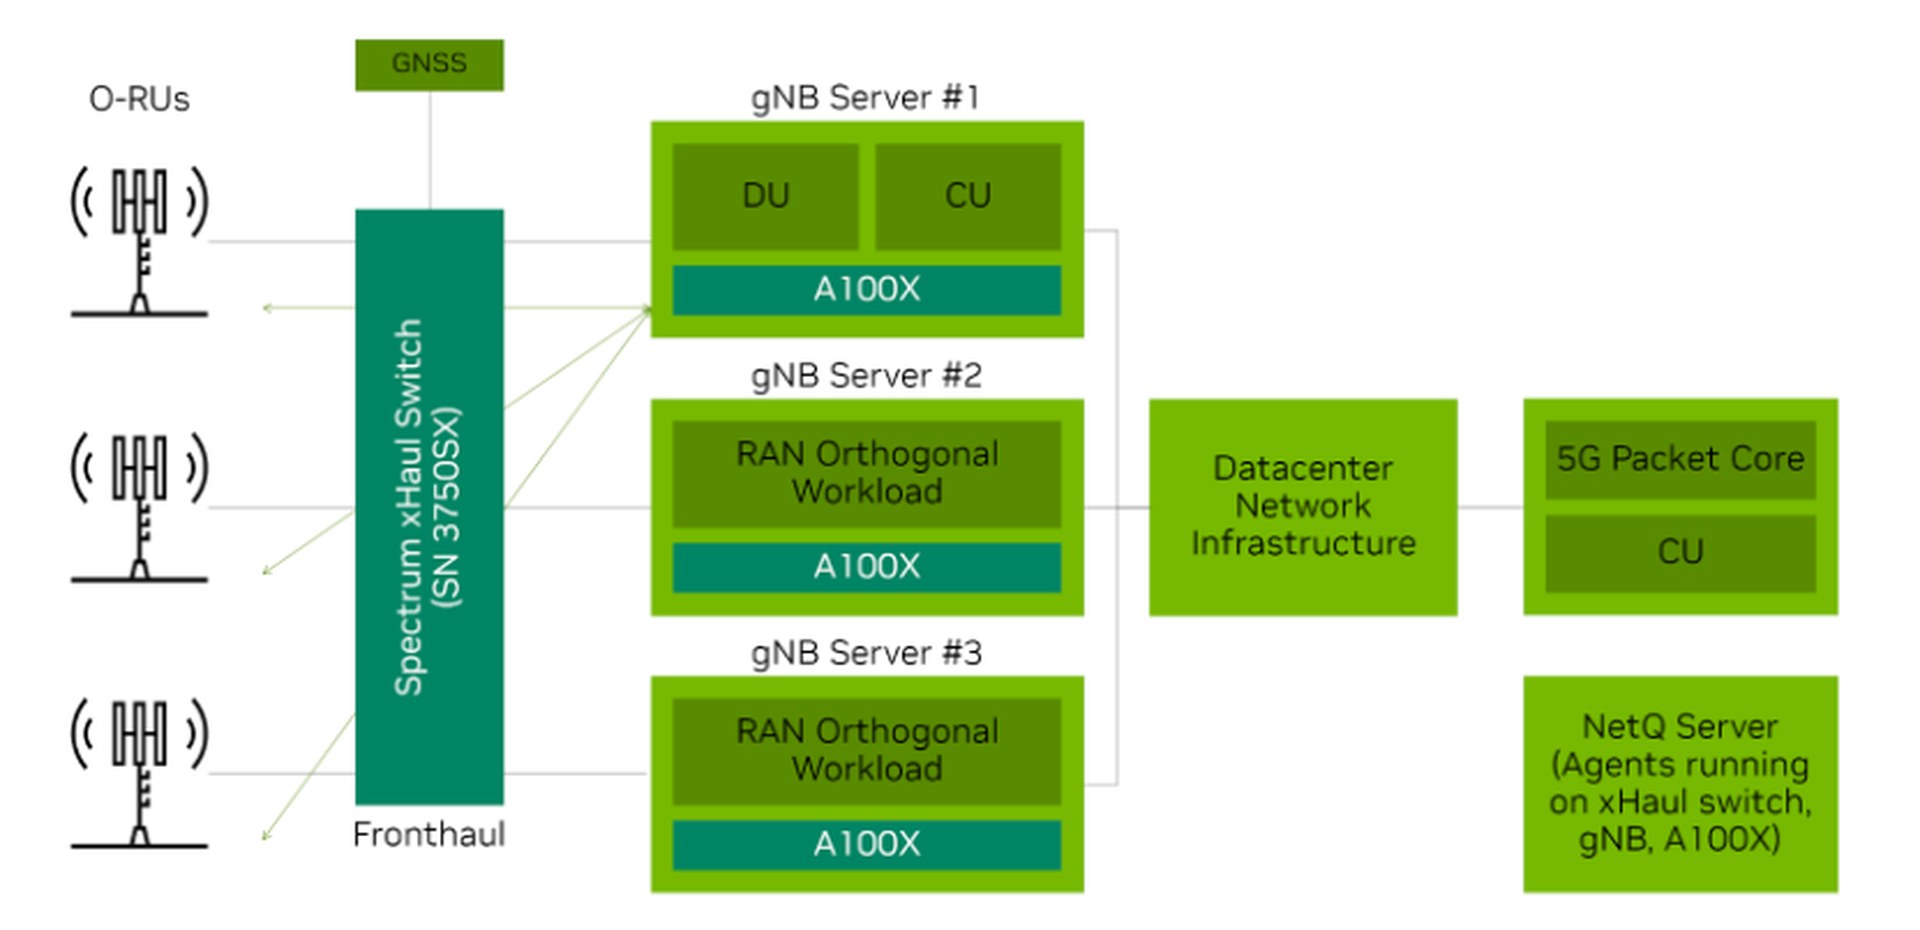 GNSS
O-RUs
Spectrum xHaul Switch
(SN 3750SX)
Fronthaul
gNB Server #1
DU
CU
A100X
gNB Server #2
RAN Orthogonal
Workload
A100X
gNB Server #3
RAN Orthogonal
Workload
A100X
Datacenter
Network
Infrastructure
5G Packet Core
CU
NetQ Server
(Agents running
on xHaul switch,
gNB, A100X)